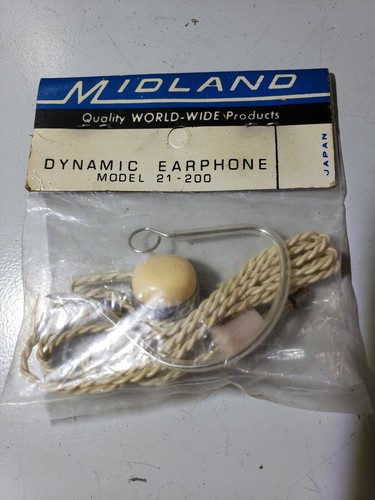 MIDLAND
Quality WORLD-WIDE Products
DYNAMIC EARPHONE
MODEL 21-200
JAPAN